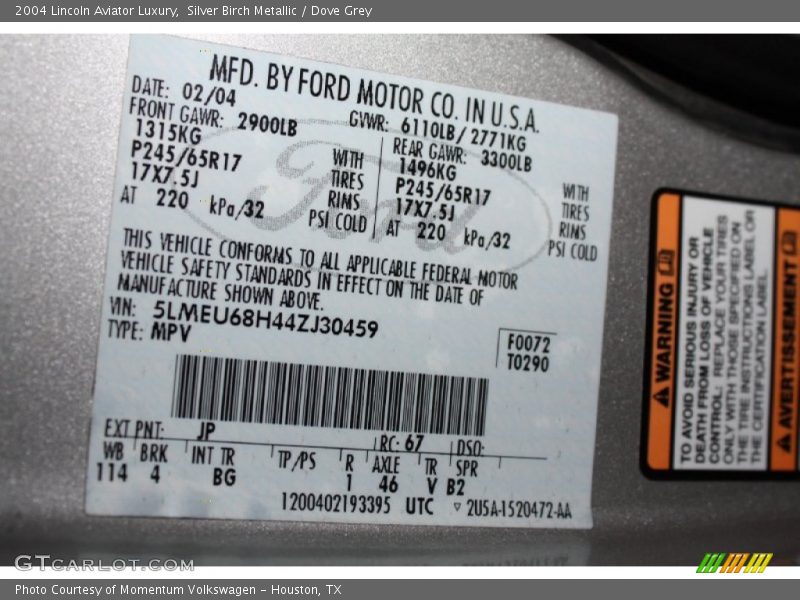 2004 Lincoln Aviator Luxury,  Silver Birch Metallic / Dove Grey
MFD. BY FORD MOTOR CO. IN U.S.A.
DATE: 02/04 GVWR: 6110LB/ 2771KG
FRONT GAWR: 2900LB REAR GAWR: 3300LB
1315KG WITH 1496KG WITH
P245/65R17 TIRES P245/65R17 TIRES
17X7.5J RIMS 17X7.5J RIMS
AT 220 kPa/32 PSI COLD AT 220 kPa/32 PSI COLD
Ford
THIS VEHICLE CONFORMS TO ALL APPLICABLE FEDERAL MOTOR
VEHICLE SAFETY STANDARDS IN EFFECT ON THE DATE OF
MANUFACTURE SHOWN ABOVE.
VIN: 5LMEU68H44ZJ30459
TYPE: MPV
F0072
T0290
EXT PNT: JP RC: 67 DSO:
WB BRK INT TR TP/PS R AXLE TR SPR
114 4 BG 1 46 V B2
1200402193395 UTC ▽ 2U5A-1520472-AA
WARNING
TO AVOID SERIOUS INJURY OR
DEATH FROM LOSS OF VEHICLE
CONTROL, REPLACE YOUR TIRES
ONLY WITH THOSE SPECIFIED ON
THE TIRE INSTRUCTIONS LABEL OR
THE CERTIFICATION LABEL.
AVERTISSEMENT
GTCARLOT.COM
Photo Courtesy of Momentum Volkswagen – Houston, TX